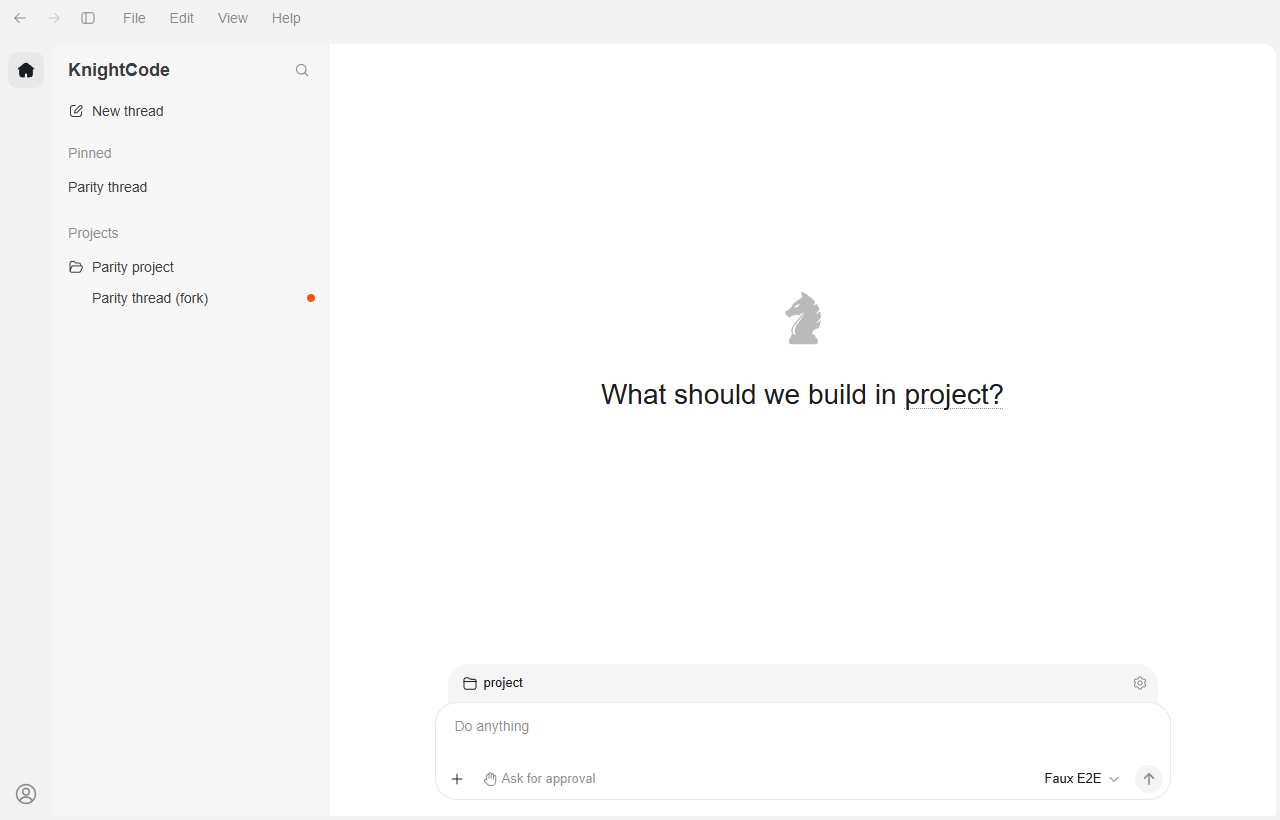 File Edit View Help
KnightCode
New thread
Pinned
Parity thread
Projects
Parity project
Parity thread (fork)
What should we build in project?
project
Do anything
Ask for approval
Faux E2E